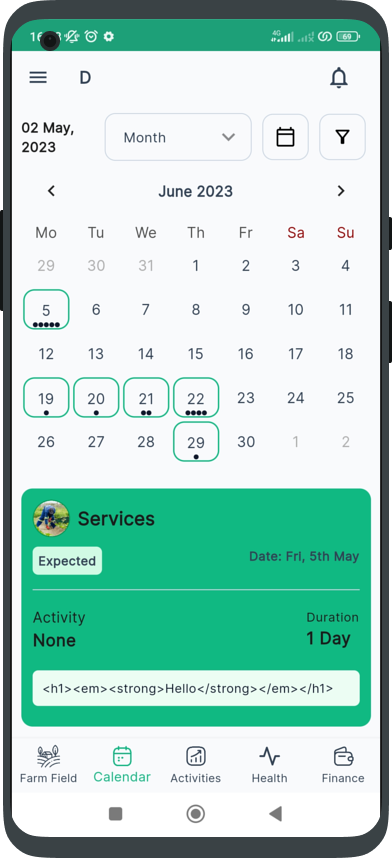 16
4G
69
D
02 May,
2023
Month
June 2023
Mo Tu We Th Fr Sa Su
29 30 31 1 2 3 4
5 6 7 8 9 10 11
12 13 14 15 16 17 18
19 20 21 22 23 24 25
26 27 28 29 30 1 2
Services
Expected
Date: Fri, 5th May
Activity
Duration
None
1 Day
<h1><em><strong>Hello</strong></em></h1>
Farm Field Calendar Activities Health Finance